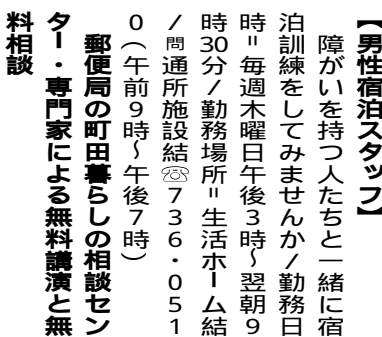 【男性宿泊スタッフ】
障がいを持つ人たちと一緒に宿
泊訓練をしてみませんか/勤務日
時=毎週木曜日午後3時〜翌朝9
時30分/勤務場所=生活ホーム結
/問通所施設結☏736・051
0(午前9時〜午後7時)
郵便局の町田暮らしの相談セン
ター・専門家による無料講演と無
料相談